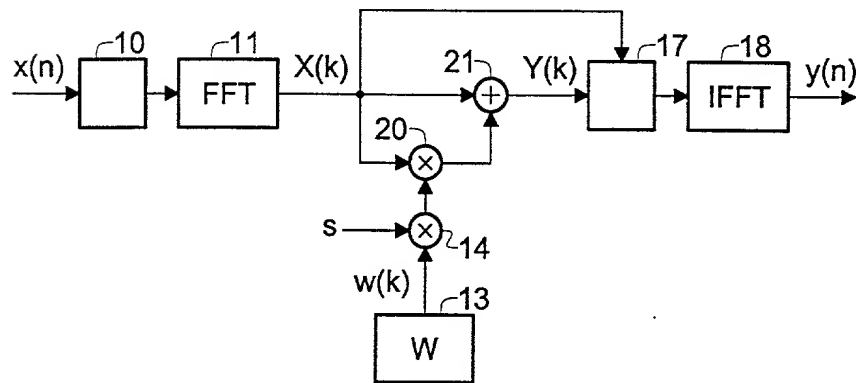 10
11
17
18
x(n)
X(k)
21
Y(k)
y(n)
FFT
+
IFFT
20
×
s
×
14
w(k)
13
W